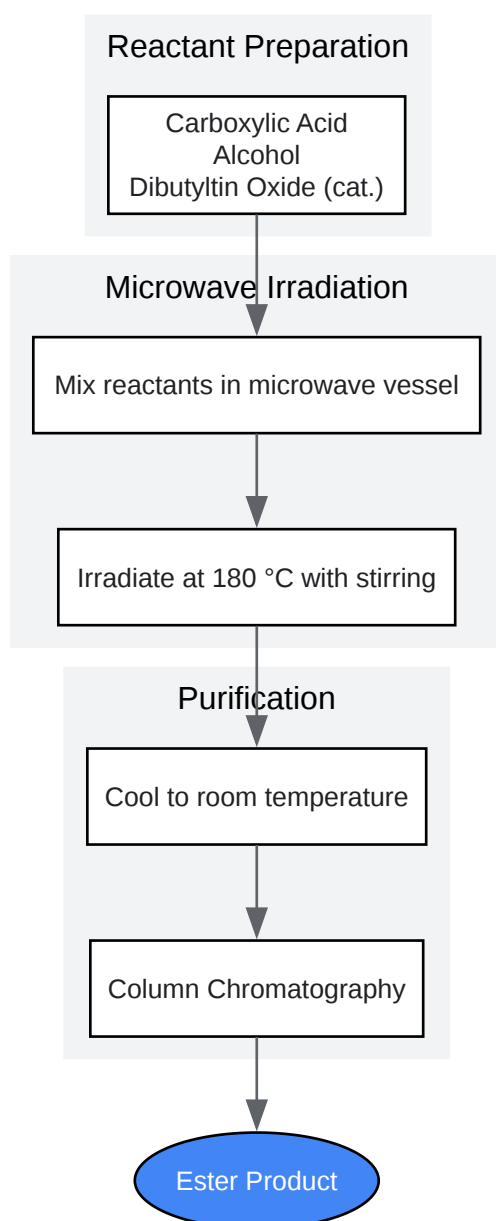 Reactant Preparation
Carboxylic Acid
Alcohol
Dibutyltin Oxide (cat.)
Microwave Irradiation
Mix reactants in microwave vessel
Irradiate at 180 °C with stirring
Purification
Cool to room temperature
Column Chromatography
Ester Product